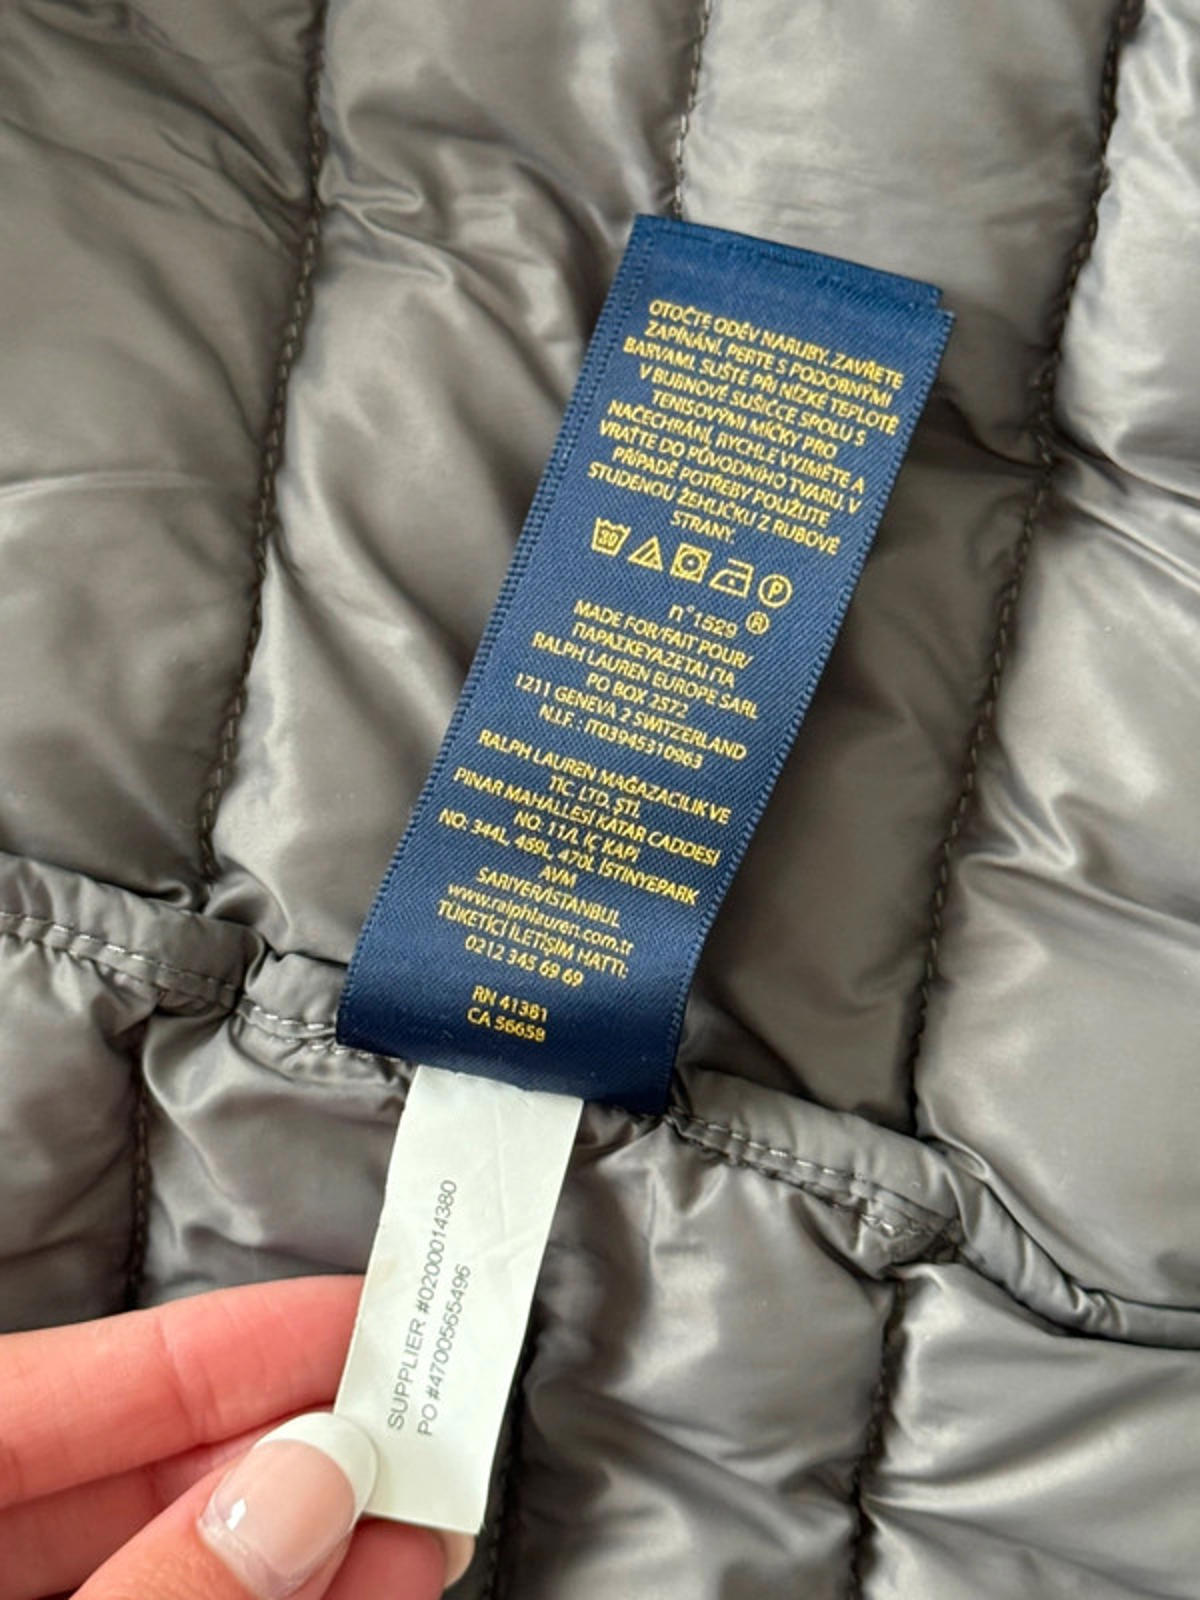 OTOČTE ODĚV NARUBY. ZAVŘETE
ZAPÍNÁNÍ. PERTE S PODOBNÝMI
BARVAMI. SUŠTE PŘI NÍZKÉ TEPLOTĚ
V BUBNOVÉ SUŠIČCE SPOLU S
TENISOVÝMI MÍČKY PRO
NAČECHRÁNÍ, RYCHLE VYJMĚTE A
VRAŤTE DO PŮVODNÍHO TVARU. V
PŘÍPADĚ POTŘEBY POUŽIJTE
STUDENOU ŽEHLIČKU Z RUBOVÉ
STRANY.
30 P
n°1529 ®
MADE FOR/FAIT POUR/
ΠΑΡΑΣΚΕΥΑΖΕΤΑΙ ΓΙΑ
RALPH LAUREN EUROPE SARL
PO BOX 2572
1211 GENEVA 2 SWITZERLAND
N.I.F. : IT03945310963
RALPH LAUREN MAĞAZACILIK VE
TİC. LTD. ŞTİ.
PINAR MAHALLESİ KATAR CADDESİ
NO: 11/L İÇ KAPI
NO: 344L, 469L, 470L İSTİNYEPARK
AVM
SARIYER/İSTANBUL
www.ralphlauren.com.tr
TÜKETİCİ İLETİŞİM HATTI:
0212 345 69 69
RN 41381
CA 56658
SUPPLIER #0200014380
PO #4700565496